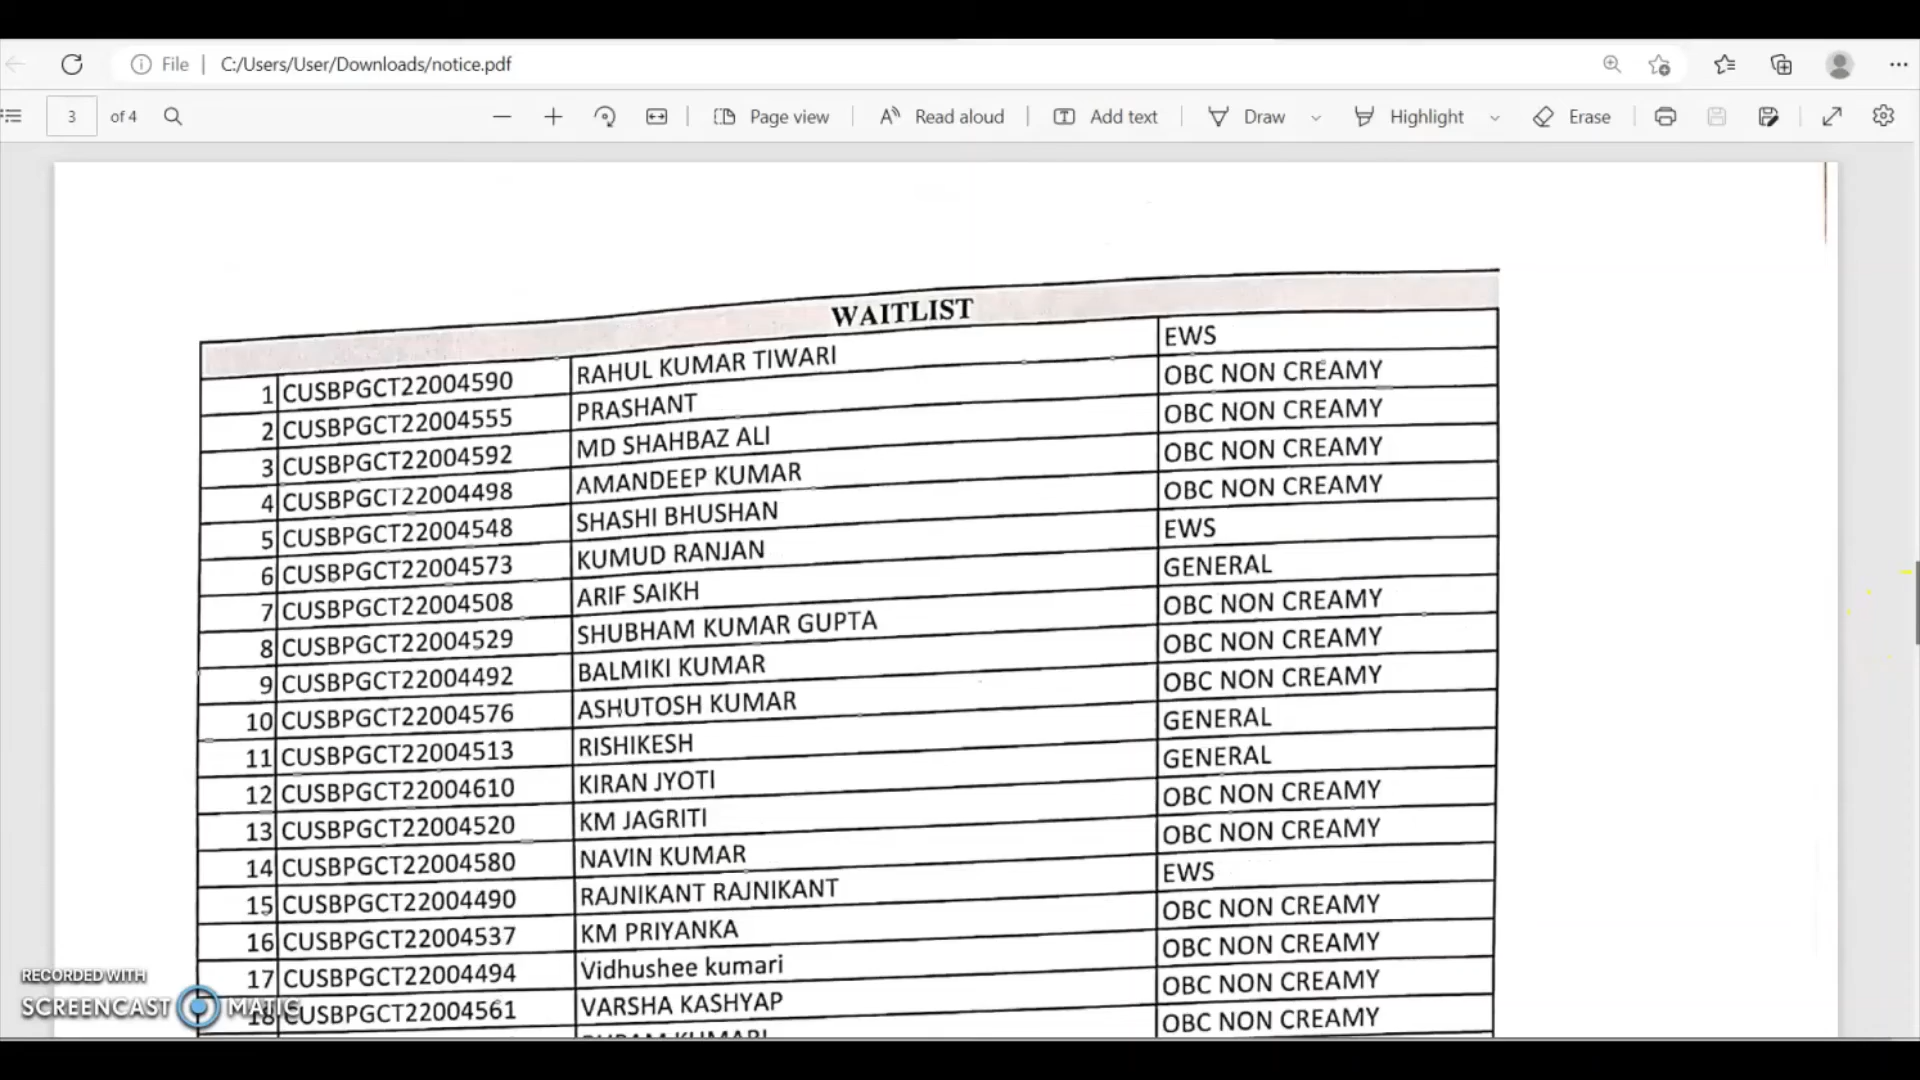 File | C:/Users/User/Downloads/notice.pdf
3 of 4 Page view Read aloud Add text Draw Highlight Erase
WAITLIST
1 CUSBPGCT22004590 RAHUL KUMAR TIWARI EWS
2 CUSBPGCT22004555 PRASHANT OBC NON CREAMY
3 CUSBPGCT22004592 MD SHAHBAZ ALI OBC NON CREAMY
4 CUSBPGCT22004498 AMANDEEP KUMAR OBC NON CREAMY
5 CUSBPGCT22004548 SHASHI BHUSHAN OBC NON CREAMY
6 CUSBPGCT22004573 KUMUD RANJAN EWS
7 CUSBPGCT22004508 ARIF SAIKH GENERAL
8 CUSBPGCT22004529 SHUBHAM KUMAR GUPTA OBC NON CREAMY
9 CUSBPGCT22004492 BALMIKI KUMAR OBC NON CREAMY
10 CUSBPGCT22004576 ASHUTOSH KUMAR OBC NON CREAMY
11 CUSBPGCT22004513 RISHIKESH GENERAL
12 CUSBPGCT22004610 KIRAN JYOTI GENERAL
13 CUSBPGCT22004520 KM JAGRITI OBC NON CREAMY
14 CUSBPGCT22004580 NAVIN KUMAR OBC NON CREAMY
15 CUSBPGCT22004490 RAJNIKANT RAJNIKANT EWS
16 CUSBPGCT22004537 KM PRIYANKA OBC NON CREAMY
17 CUSBPGCT22004494 Vidhushee kumari OBC NON CREAMY
18 CUSBPGCT22004561 VARSHA KASHYAP OBC NON CREAMY
KUMARI OBC NON CREAMY
RECORDED WITH
SCREENCAST MATIC